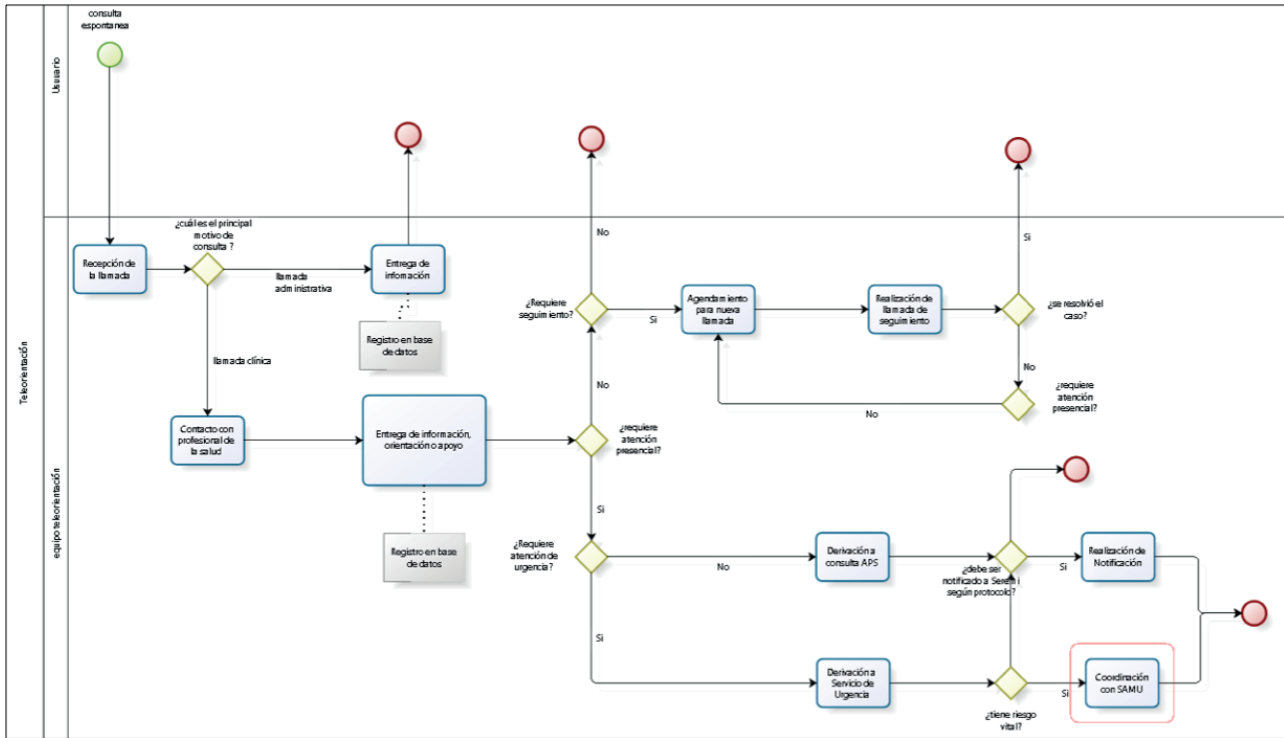 consulta
espontanea
Ususario
Teleorientación
equipo teleorientación
Recepción de
la llamada
¿cuál es el principal
motivo de
consulta ?
llamada
administrativa
llamada clínica
Entrega de
infomación
Registro en base
de datos
Contacto con
profesional de
la salud
Entrega de información,
orientación o apoyo
Registro en base
de datos
¿requiere
atención
presencial?
No
Si
¿Requiere
seguimiento?
No
Si
Agendamiento
para nueva
llamada
Realización de
llamada de
seguimiento
¿se resolvió el
caso?
Si
No
¿requiere
atención
presencial?
No
¿Requiere
atención de
urgencia?
No
Si
Derivación a
consulta APS
¿debe ser
notificado a Seremi
según protocolo?
Si
Realización de
Notificación
Derivación a
Servicio de
Urgencia
¿tiene riesgo
vital?
Si
Coordinación
con SAMU